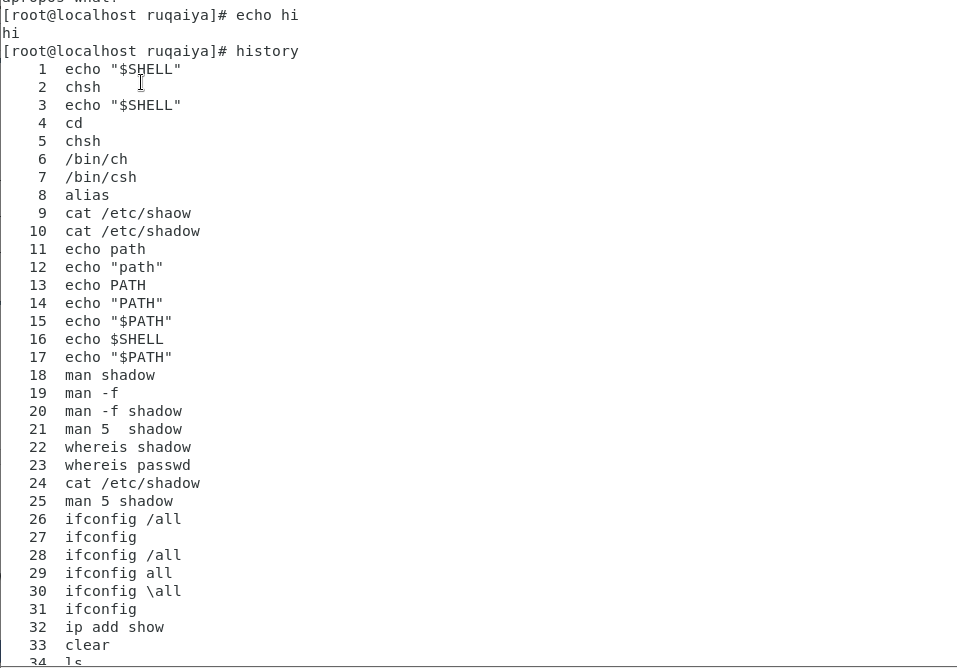 apropos what?
[root@localhost ruqaiya]# echo hi
hi
[root@localhost ruqaiya]# history
    1  echo "$SHELL"
    2  chsh
    3  echo "$SHELL"
    4  cd
    5  chsh
    6  /bin/ch
    7  /bin/csh
    8  alias
    9  cat /etc/shaow
   10  cat /etc/shadow
   11  echo path
   12  echo "path"
   13  echo PATH
   14  echo "PATH"
   15  echo "$PATH"
   16  echo $SHELL
   17  echo "$PATH"
   18  man shadow
   19  man -f
   20  man -f shadow
   21  man 5  shadow
   22  whereis shadow
   23  whereis passwd
   24  cat /etc/shadow
   25  man 5 shadow
   26  ifconfig /all
   27  ifconfig
   28  ifconfig /all
   29  ifconfig all
   30  ifconfig \all
   31  ifconfig
   32  ip add show
   33  clear
   34  ls